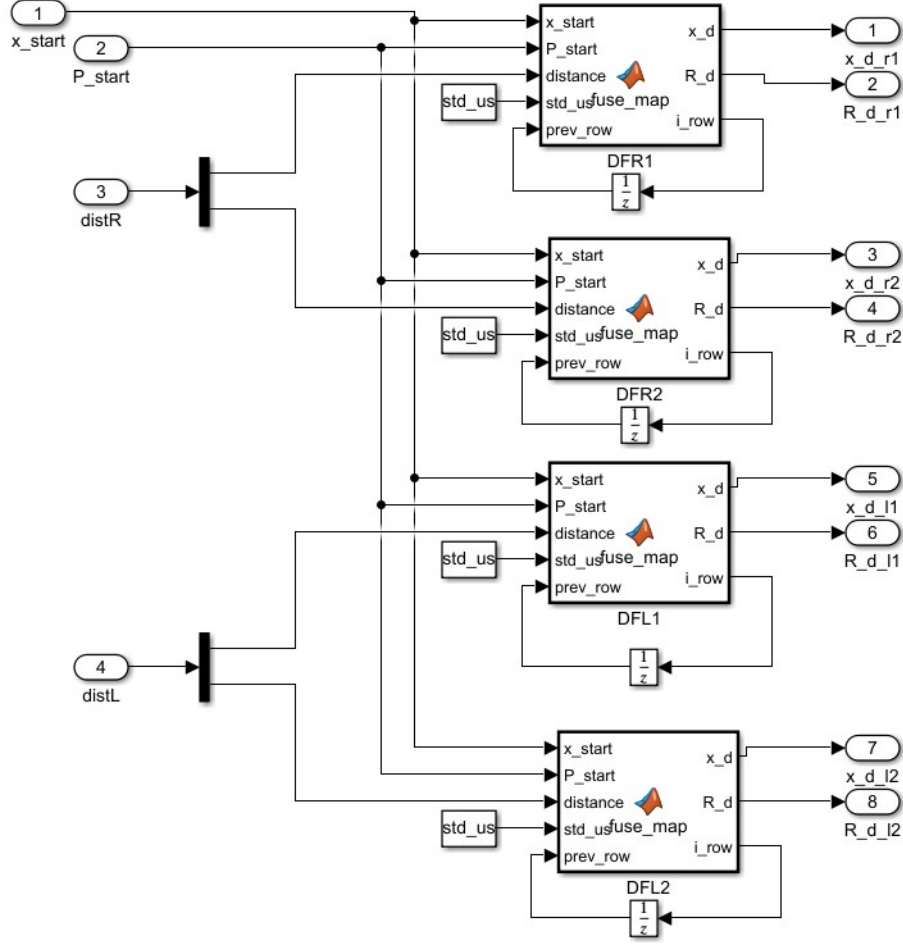 1
x_start
2
P_start
3
distR
4
distL
x_start
P_start
distance
std_us
prev_row
fuse_map
x_d
R_d
i_row
DFR1
std_us
1
z
1
x_d_r1
2
R_d_r1
x_start
P_start
distance
std_us
prev_row
fuse_map
x_d
R_d
i_row
DFR2
std_us
1
z
3
x_d_r2
4
R_d_r2
x_start
P_start
distance
std_us
prev_row
fuse_map
x_d
R_d
i_row
DFL1
std_us
1
z
5
x_d_l1
6
R_d_l1
x_start
P_start
distance
std_us
prev_row
fuse_map
x_d
R_d
i_row
DFL2
std_us
1
z
7
x_d_l2
8
R_d_l2